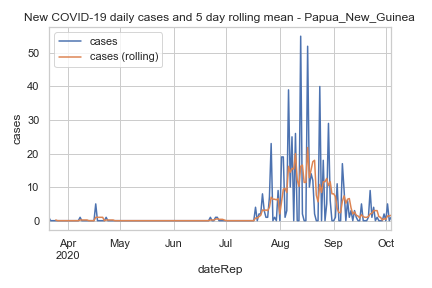 New COVID-19 daily cases and 5 day rolling mean - Papua_New_Guinea
cases
cases (rolling)
50
40
30
20
10
0
cases
Apr May Jun Jul Aug Sep Oct
2020
dateRep